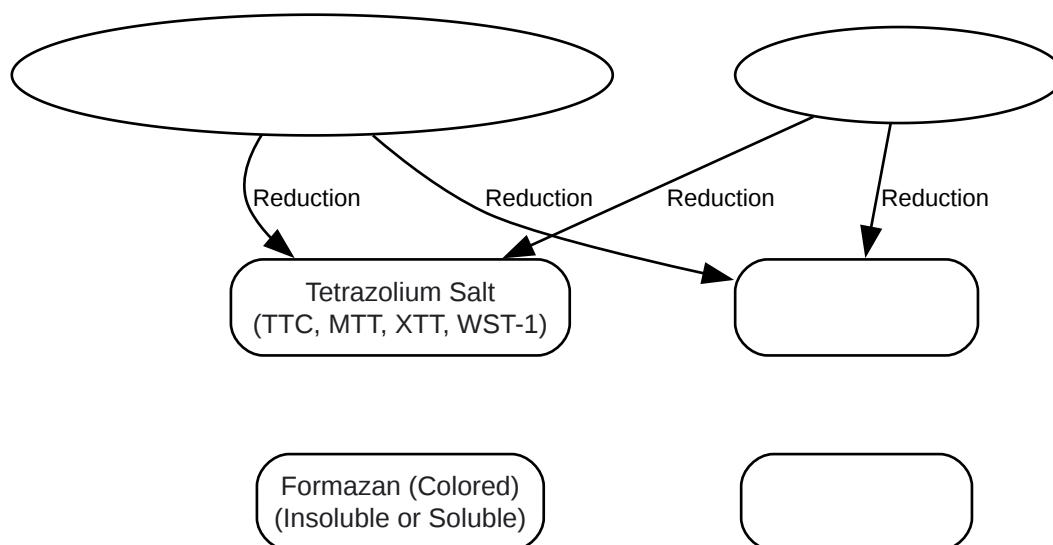 Reduction
Reduction
Reduction
Reduction
Tetrazolium Salt
(TTC, MTT, XTT, WST-1)
Formazan (Colored)
(Insoluble or Soluble)